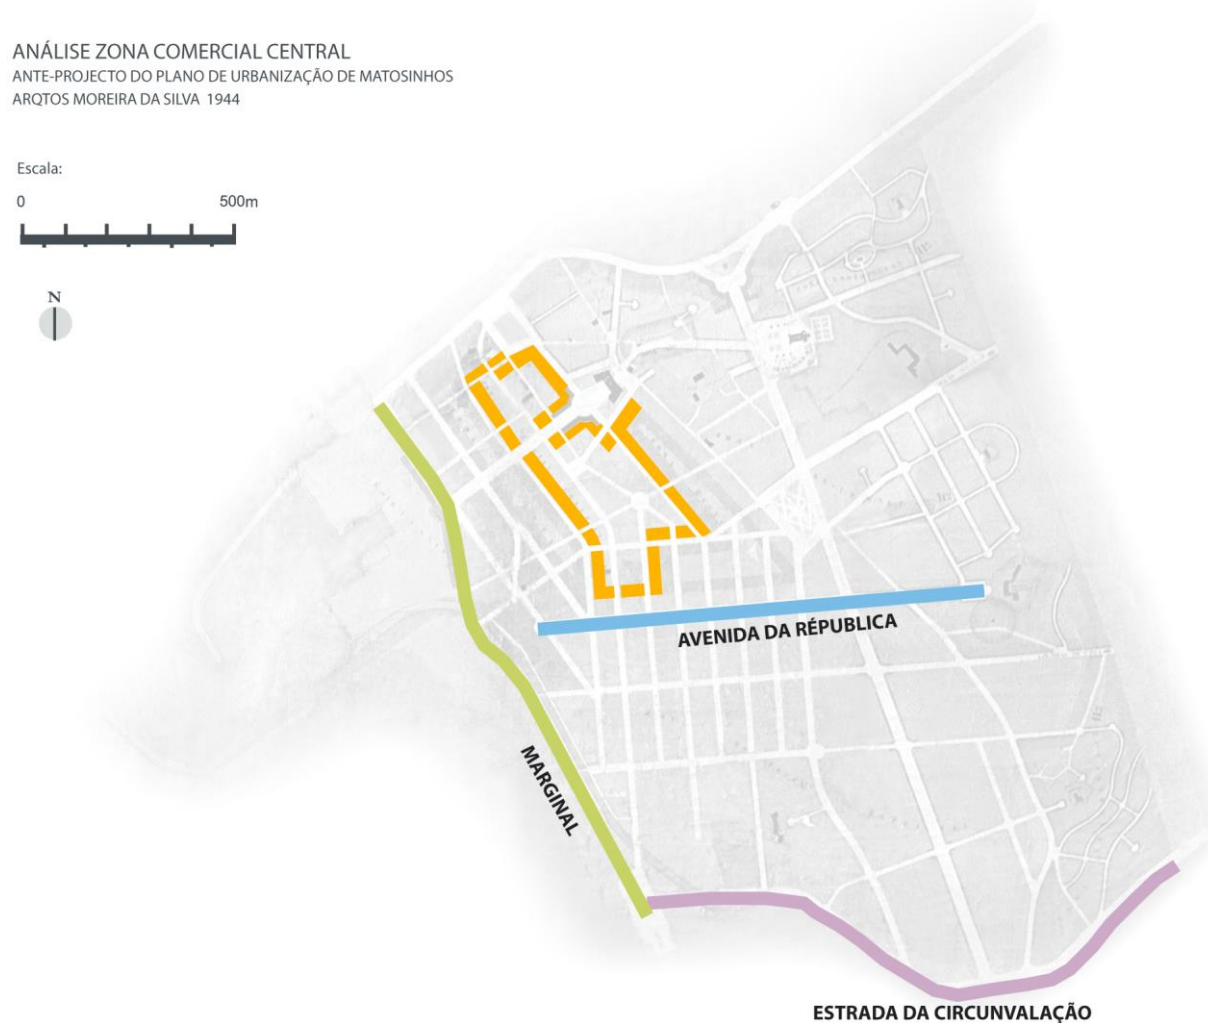 ANÁLISE ZONA COMERCIAL CENTRAL
ANTE-PROJECTO DO PLANO DE URBANIZAÇÃO DE MATOSINHOS
ARQTOS MOREIRA DA SILVA 1944
Escala:
0 500m
N
AVENIDA DA RÉPUBLICA
MARGINAL
ESTRADA DA CIRCUNVALAÇÃO